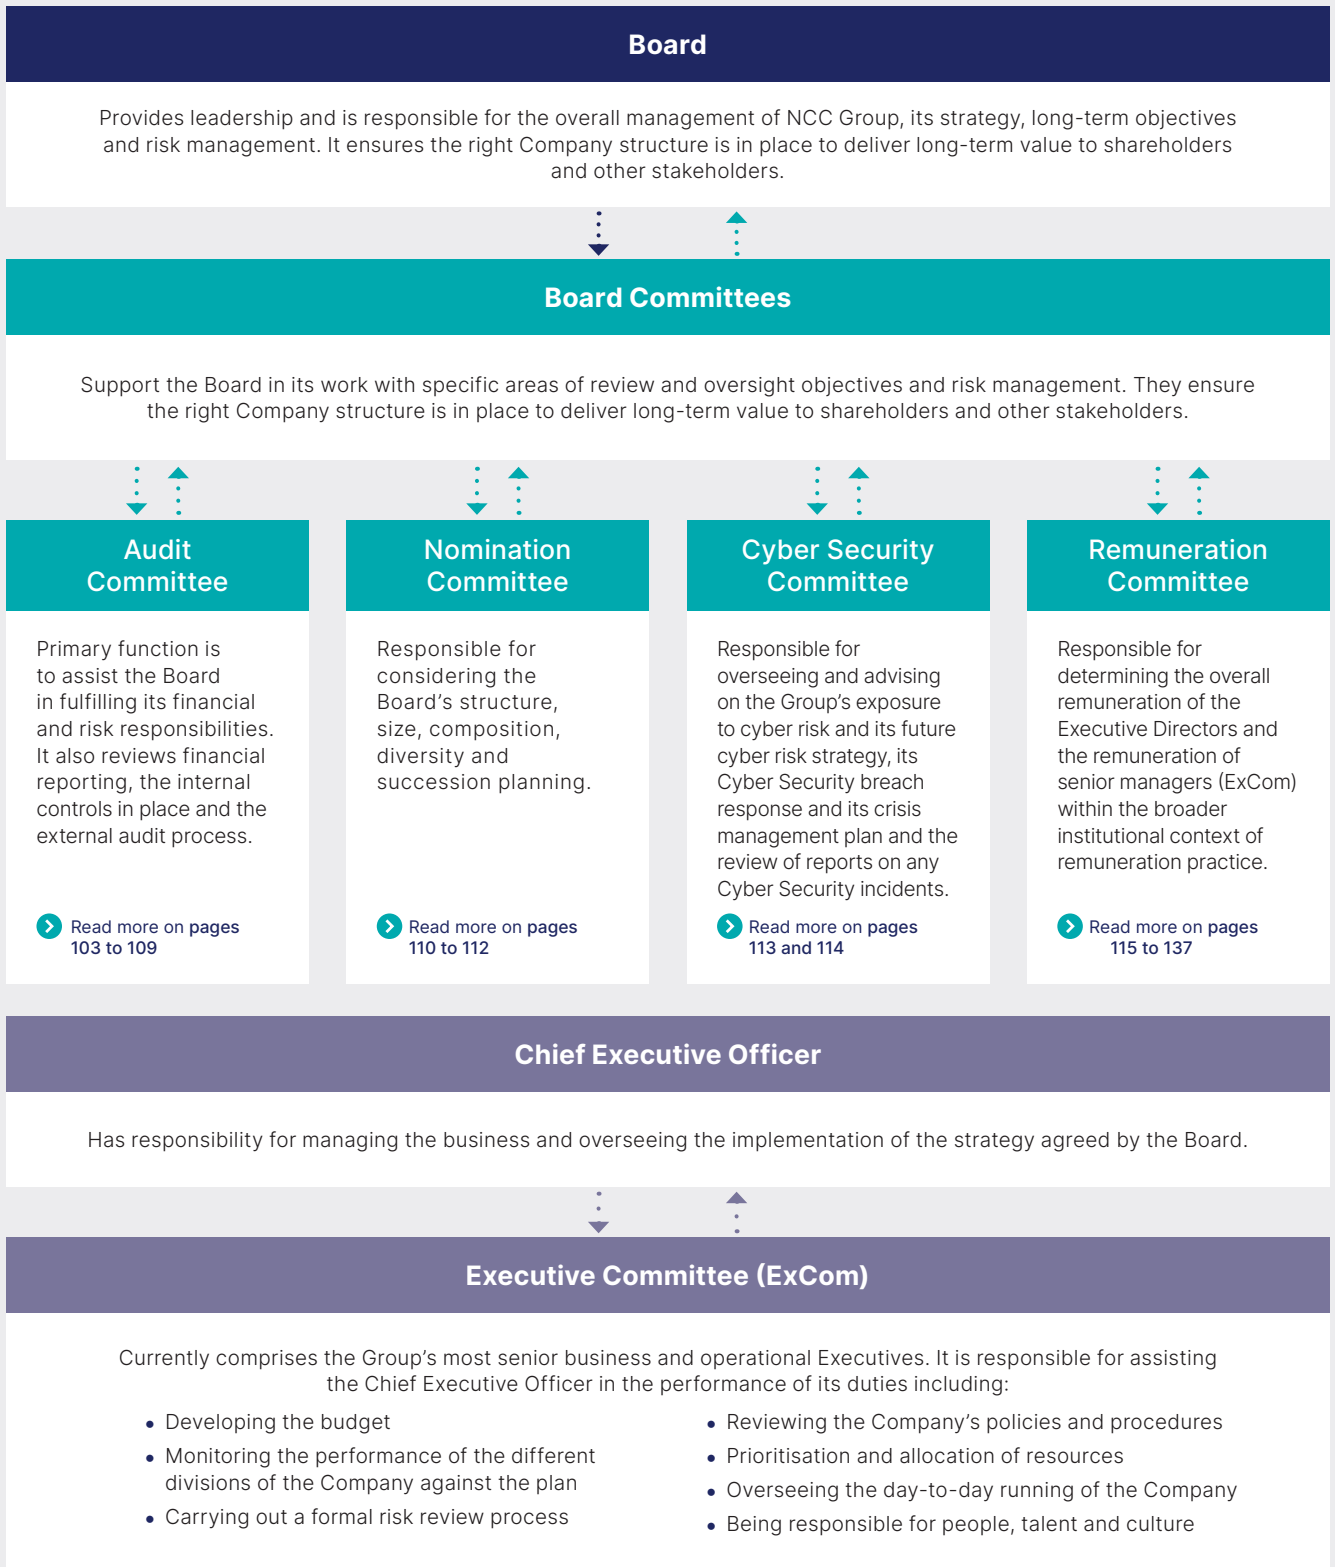 Board
Provides leadership and is responsible for the overall management of NCC Group, its strategy, long-term objectives
and risk management. It ensures the right Company structure is in place to deliver long-term value to shareholders
and other stakeholders.
Board Committees
Support the Board in its work with specific areas of review and oversight objectives and risk management. They ensure
the right Company structure is in place to deliver long-term value to shareholders and other stakeholders.
Audit
Committee
Primary function is
to assist the Board
in fulfilling its financial
and risk responsibilities.
It also reviews financial
reporting, the internal
controls in place and the
external audit process.
Read more on pages
103 to 109
Nomination
Committee
Responsible for
considering the
Board’s structure,
size, composition,
diversity and
succession planning.
Read more on pages
110 to 112
Cyber Security
Committee
Responsible for
overseeing and advising
on the Group’s exposure
to cyber risk and its future
cyber risk strategy, its
Cyber Security breach
response and its crisis
management plan and the
review of reports on any
Cyber Security incidents.
Read more on pages
113 and 114
Remuneration
Committee
Responsible for
determining the overall
remuneration of the
Executive Directors and
the remuneration of
senior managers (ExCom)
within the broader
institutional context of
remuneration practice.
Read more on pages
115 to 137
Chief Executive Officer
Has responsibility for managing the business and overseeing the implementation of the strategy agreed by the Board.
Executive Committee (ExCom)
Currently comprises the Group’s most senior business and operational Executives. It is responsible for assisting
the Chief Executive Officer in the performance of its duties including:
• Developing the budget
• Monitoring the performance of the different
divisions of the Company against the plan
• Carrying out a formal risk review process
• Reviewing the Company’s policies and procedures
• Prioritisation and allocation of resources
• Overseeing the day-to-day running of the Company
• Being responsible for people, talent and culture